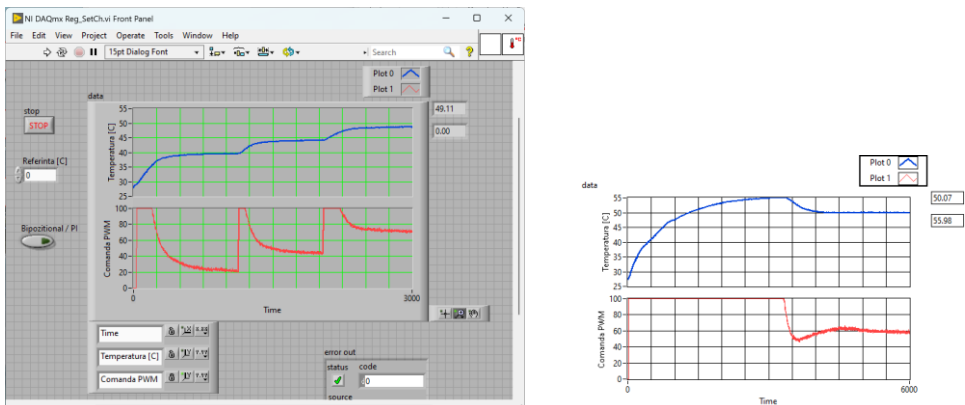 NI DAQmx Reg_SetCh.vi Front Panel
File Edit View Project Operate Tools Window Help
15pt Dialog Font
Search
Plot 0
Plot 1
data
stop
STOP
Referinta [C]
0
Bipozitional / PI
Temperatura [C]
55
50
45
40
35
30
25
49.11
0.00
Comanda PWM
100
80
60
40
20
0
0
3000
Time
Time
Temperatura [C]
Comanda PWM
error out
status code
0
source
Plot 0
Plot 1
data
Temperatura [C]
55
50
45
40
35
30
25
50.07
55.98
Comanda PWM
100
80
60
40
20
0
0
6000
Time